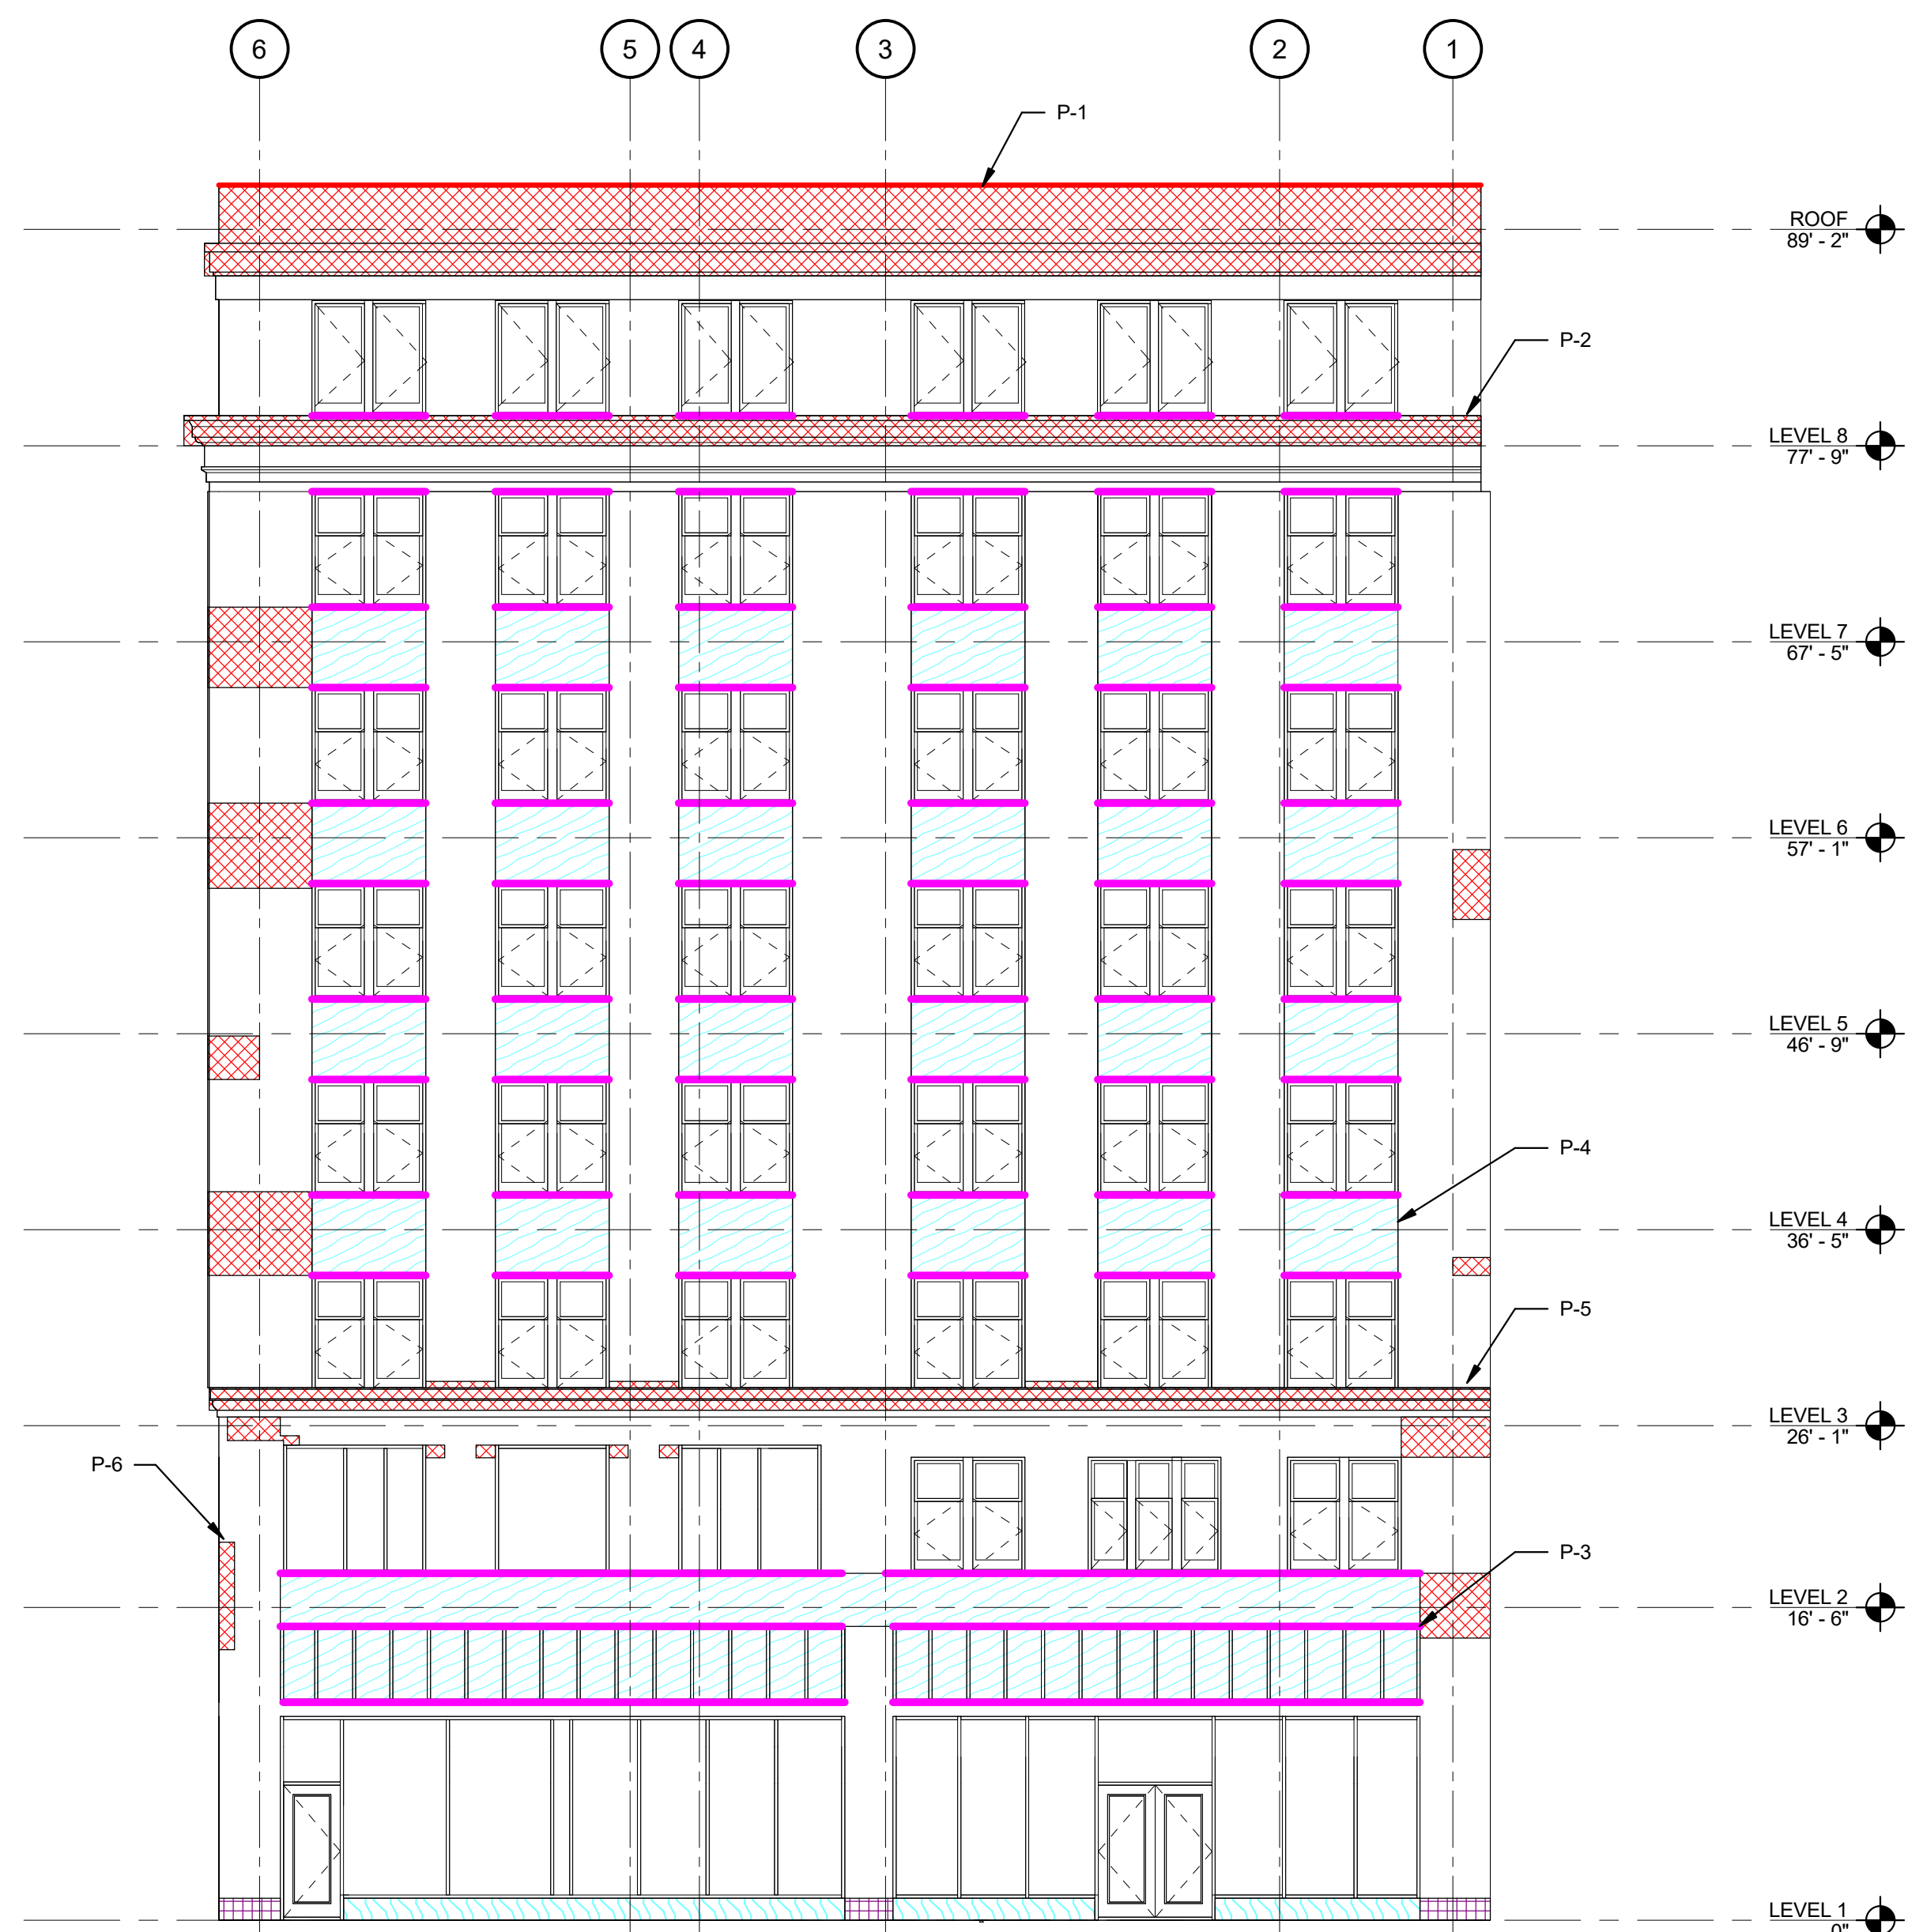 6 5 4 3 2 1
P-1
ROOF
89' - 2"
P-2
LEVEL 8
77' - 9"
LEVEL 7
67' - 5"
LEVEL 6
57' - 1"
LEVEL 5
46' - 9"
P-4
LEVEL 4
36' - 5"
P-5
LEVEL 3
26' - 1"
P-6
P-3
LEVEL 2
16' - 6"
LEVEL 1
0"